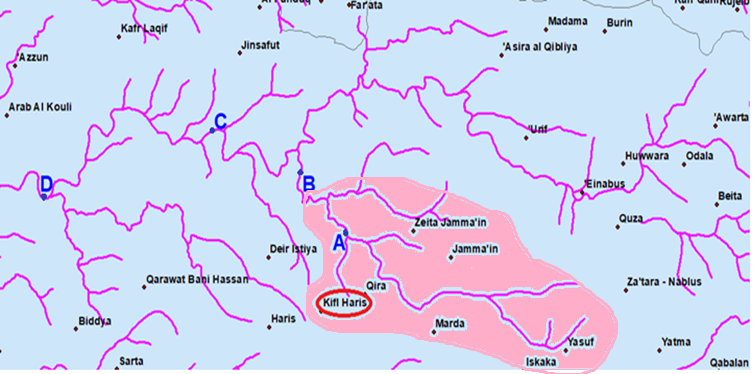 Far'ata
Kafr Laqif
Madama
Burin
Jinsafut
'Asira al Qibliya
'Azzun
Arab Al Kouli
C
'Awarta
'Urif
Huwwara
Odala
B
D
'Einabus
Beita
Zeita Jamma'in
Quza
A
Deir Istiya
Jamma'in
Qarawat Bani Hassan
Qira
Za'tara - Nablus
Kifl Haris
Biddya
Haris
Marda
Yasuf
Yatma
Sarta
Iskaka
Qabalan